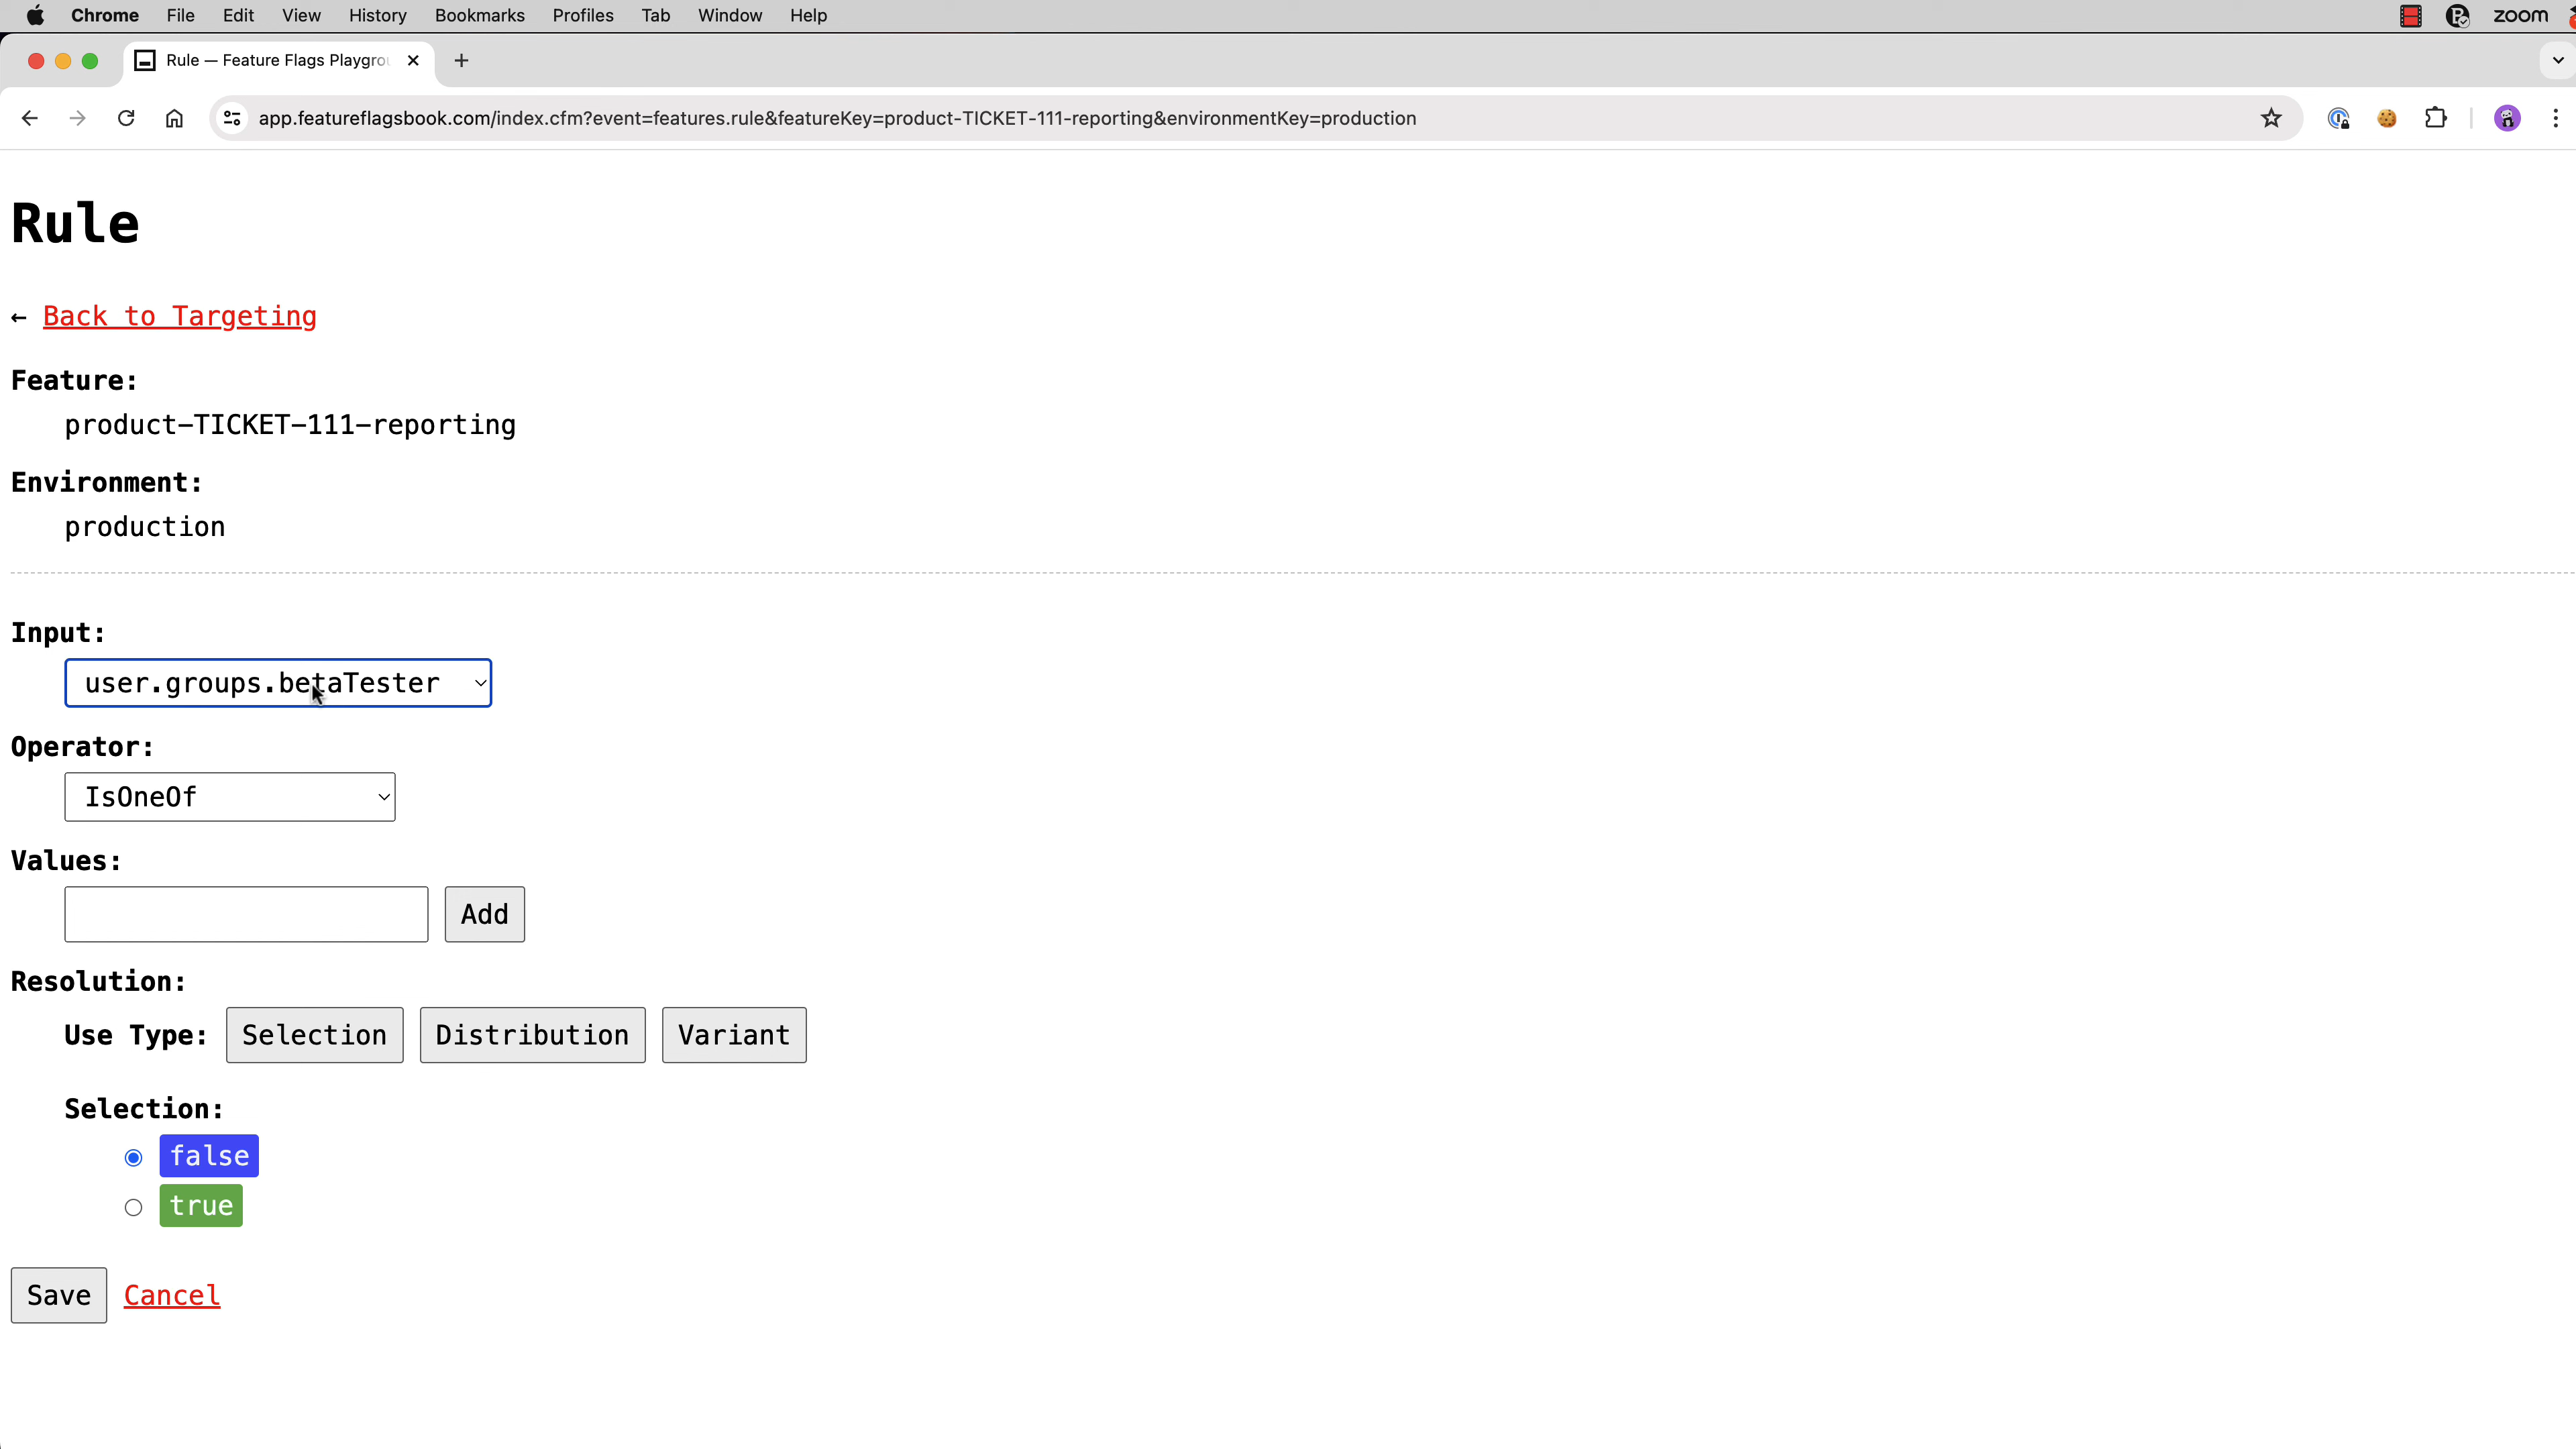 Chrome File Edit View History Bookmarks Profiles Tab Window Help zoom
Rule — Feature Flags Playgrou
app.featureflagsbook.com/index.cfm?event=features.rule&featureKey=product-TICKET-111-reporting&environmentKey=production
Rule
← Back to Targeting
Feature:
product-TICKET-111-reporting
Environment:
production
Input:
user.groups.betaTester
Operator:
IsOneOf
Values:
Add
Resolution:
Use Type: Selection Distribution Variant
Selection:
false
true
Save Cancel